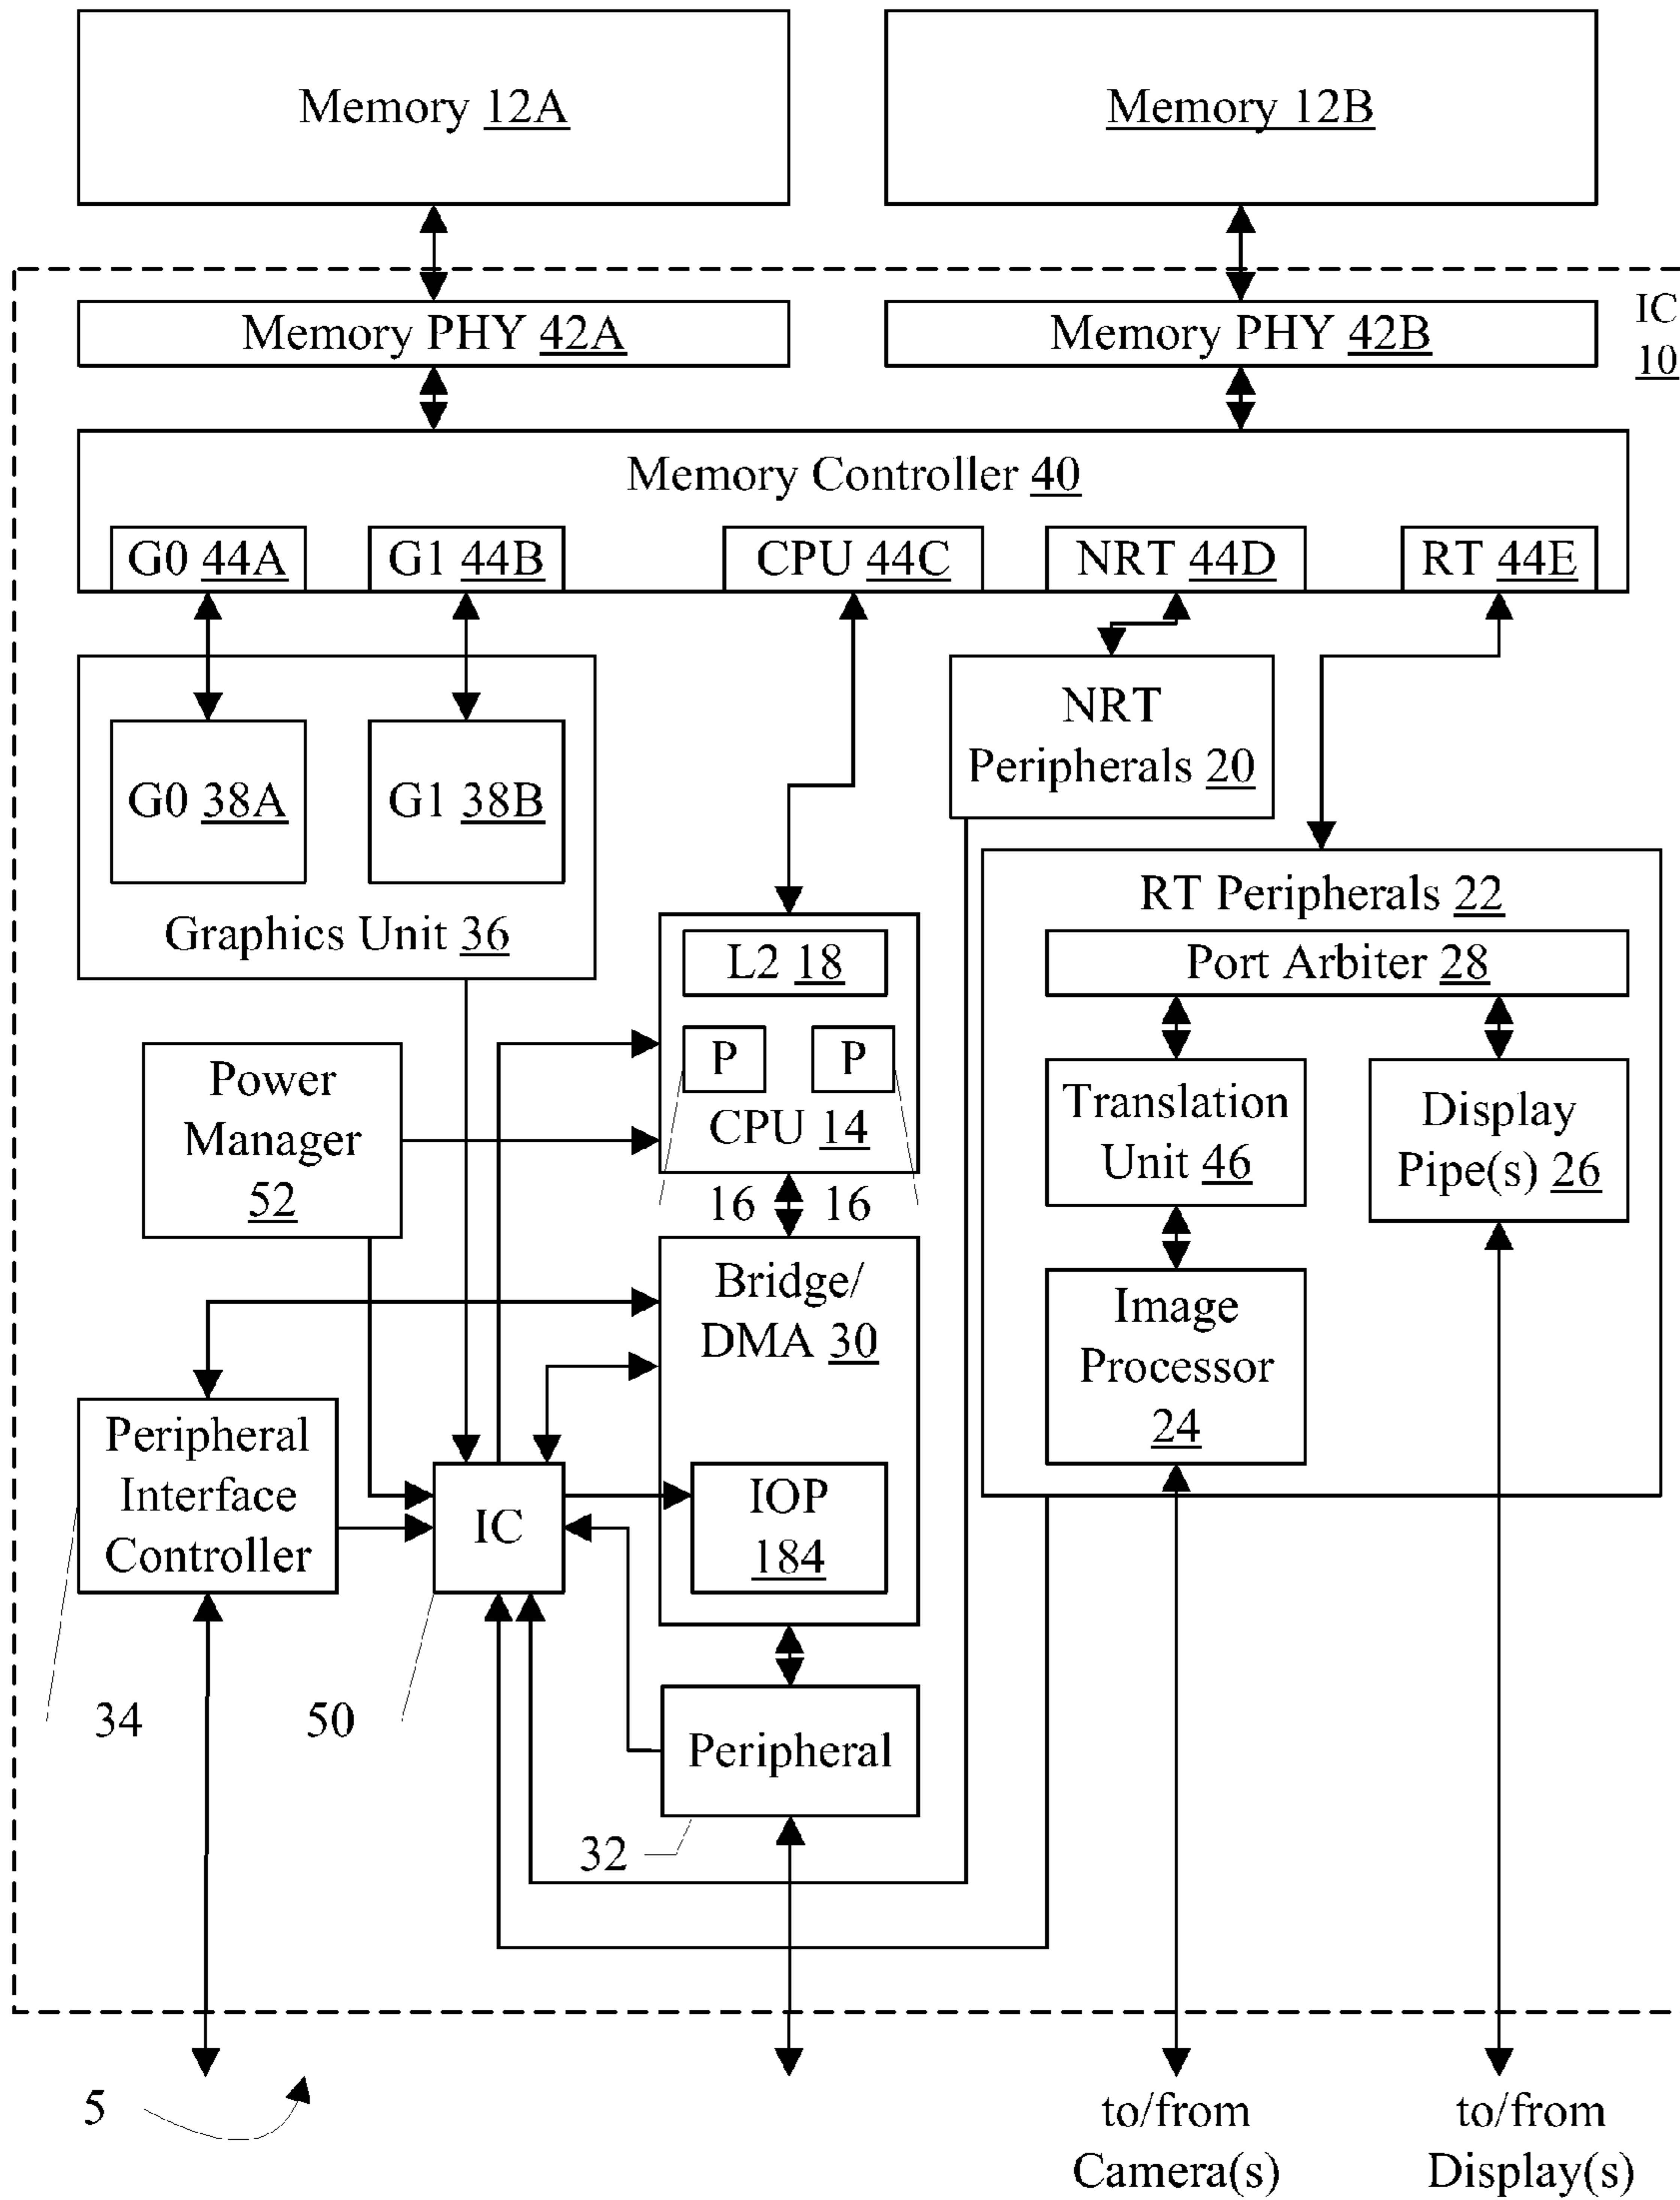 Memory 12A
Memory 12B
Memory PHY 42A
Memory PHY 42B
IC
10
Memory Controller 40
G0 44A
G1 44B
CPU 44C
NRT 44D
RT 44E
NRT
Peripherals 20
G0 38A
G1 38B
Graphics Unit 36
RT Peripherals 22
L2 18
Port Arbiter 28
P
P
CPU 14
Power
Manager
52
Translation
Unit 46
Display
Pipe(s) 26
16
16
Bridge/
DMA 30
Image
Processor
24
Peripheral
Interface
Controller
IC
IOP
184
34
50
Peripheral
32
5
to/from
Camera(s)
to/from
Display(s)